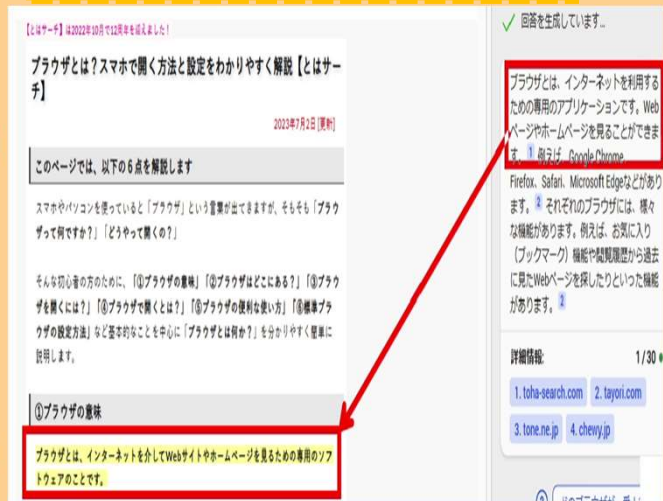 【とはサーチ】は2022年10月で12周年を迎えました！
ブラウザとは？スマホで開く方法と設定をわかりやすく解説【とはサー
チ】
2023年7月2日 [更新]
このページでは、以下の6点を解説します
スマホやパソコンを使っていると「ブラウザ」という言葉が出てきますが、そもそも「ブラウ
ザって何ですか？」「どうやって開くの？」
そんな初心者の方のために、「①ブラウザの意味」「②ブラウザはどこにある？」「③ブラウ
ザを開くには？」「④ブラウザで開くとは？」「⑤ブラウザの便利な使い方」「⑥標準ブラ
ウザの設定方法」など基本的なことを中心に「ブラウザとは何か？」を分かりやすく簡単に
説明します。
①ブラウザの意味
ブラウザとは、インターネットを介してWebサイトやホームページを見るための専用のソフ
トウェアのことです。
回答を生成しています...
ブラウザとは、インターネットを利用する
ための専用のアプリケーションです。Web
ページやホームページを見ることができま
す。1 例えば、Google Chrome、
Firefox、Safari、Microsoft Edgeなどがあり
ます。2 それぞれのブラウザには、様々
な機能があります。例えば、お気に入り
（ブックマーク）機能や閲覧履歴から過去
に見たWebページを探したりといった機能
があります。2
詳細情報: 1/30
1. toha-search.com 2. tayori.com
3. tone.ne.jp 4. chewy.jp